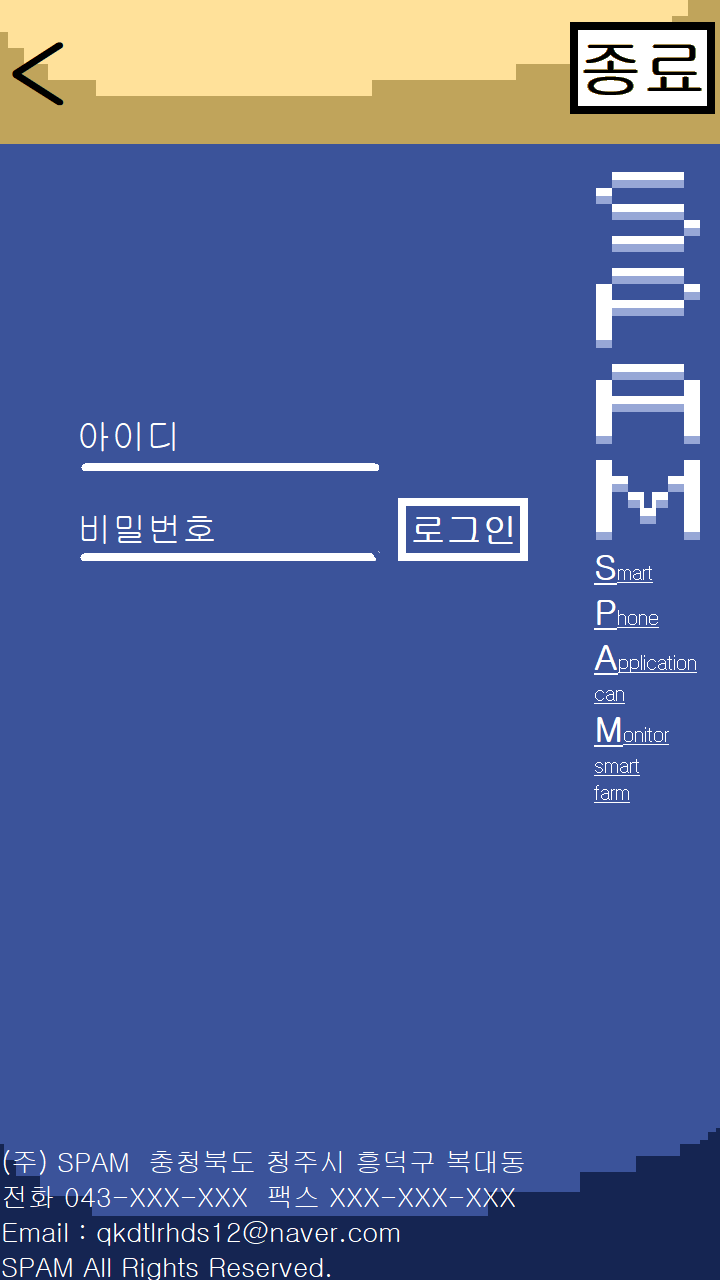 종료
SPAM
아이디
비밀번호
로그인
Smart
Phone
Application
can
Monitor
smart
farm
(주) SPAM 충청북도 청주시 흥덕구 복대동
전화 043-XXX-XXX 팩스 XXX-XXX-XXX
Email : qkdtlrhds12@naver.com
SPAM All Rights Reserved.